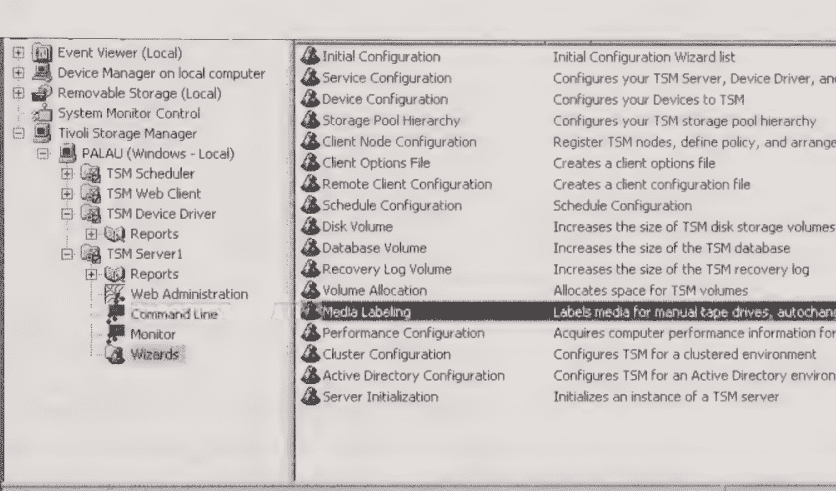 Event Viewer (Local)
Device Manager on local computer
Removable Storage (Local)
System Monitor Control
Tivoli Storage Manager
PALAU (Windows - Local)
TSM Scheduler
TSM Web Client
TSM Device Driver
Reports
TSM Server1
Reports
Web Administration
Command Line
Monitor
Wizards
Initial Configuration Initial Configuration Wizard list
Service Configuration Configures your TSM Server, Device Driver, an
Device Configuration Configures your Devices to TSM
Storage Pool Hierarchy Configures your TSM storage pool hierarchy
Client Node Configuration Register TSM nodes, define policy, and arrange
Client Options File Creates a client options file
Remote Client Configuration Creates a client configuration file
Schedule Configuration Schedule Configuration
Disk Volume Increases the size of TSM disk storage volumes
Database Volume Increases the size of the TSM database
Recovery Log Volume Increases the size of the TSM recovery log
Volume Allocation Allocates space for TSM volumes
Media Labeling Labels media for manual tape drives, autochan
Performance Configuration Acquires computer performance information for
Cluster Configuration Configures TSM for a clustered environment
Active Directory Configuration Configures TSM for an Active Directory environ
Server Initialization Initializes an instance of a TSM server